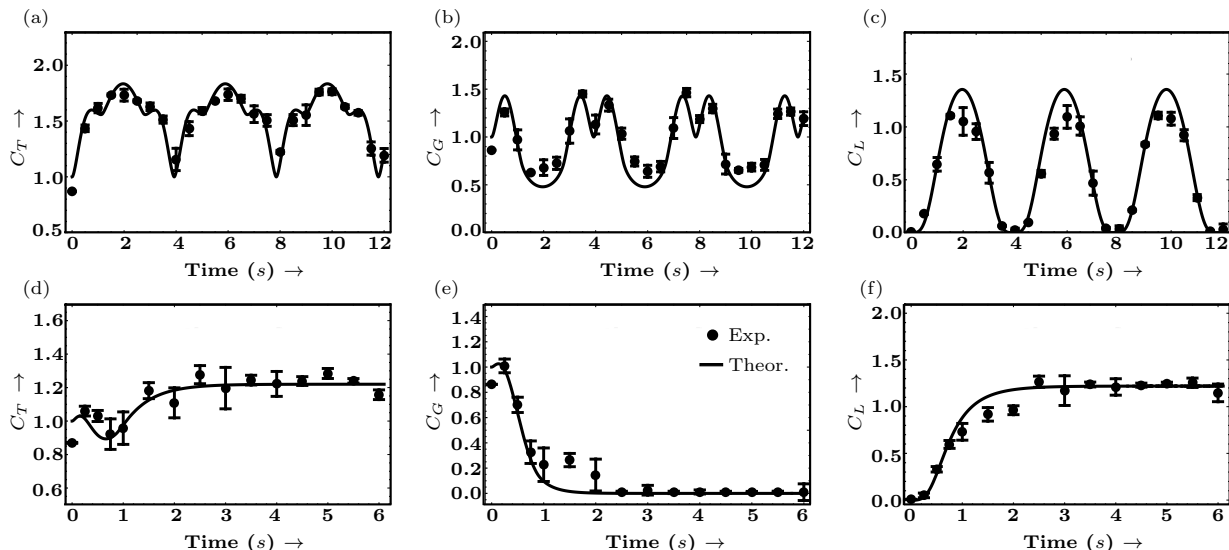 (a)
2.0
1.5
1.0
0.5
C_T →
0 2 4 6 8 10 12
Time (s) →
(b)
2.0
1.5
1.0
0.5
0.0
C_G →
0 2 4 6 8 10 12
Time (s) →
(c)
1.5
1.0
0.5
0.0
C_L →
0 2 4 6 8 10 12
Time (s) →
(d)
1.6
1.4
1.2
1.0
0.8
0.6
C_T →
0 1 2 3 4 5 6
Time (s) →
(e)
1.4
1.2
1.0
0.8
0.6
0.4
0.2
0.0
C_G →
Exp.
Theor.
0 1 2 3 4 5 6
Time (s) →
(f)
2.0
1.5
1.0
0.5
0.0
C_L →
0 1 2 3 4 5 6
Time (s) →